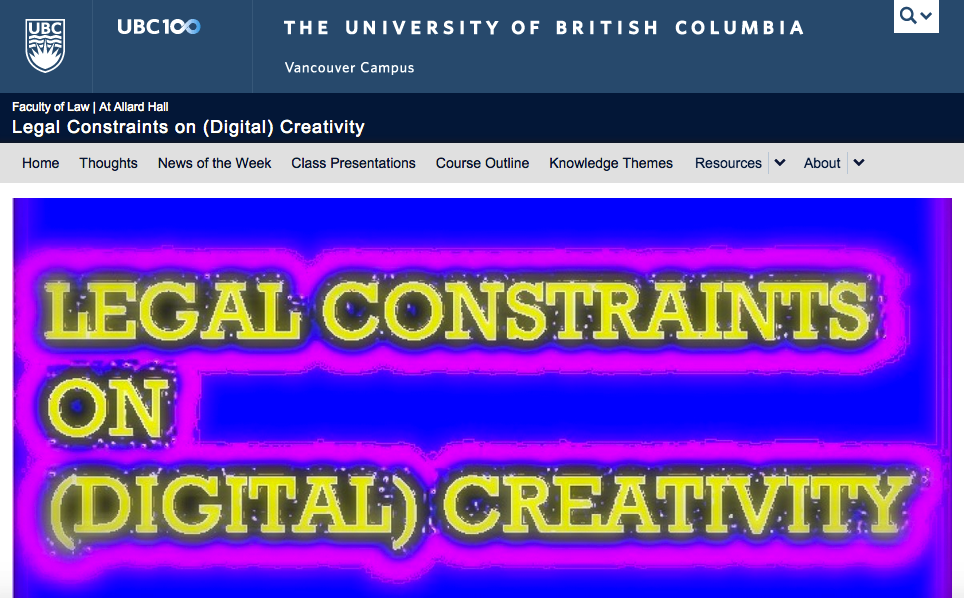 UBC
UBC100
THE UNIVERSITY OF BRITISH COLUMBIA
Vancouver Campus
Faculty of Law | At Allard Hall
Legal Constraints on (Digital) Creativity
Home Thoughts News of the Week Class Presentations Course Outline Knowledge Themes Resources About
LEGAL CONSTRAINTS
ON
(DIGITAL) CREATIVITY